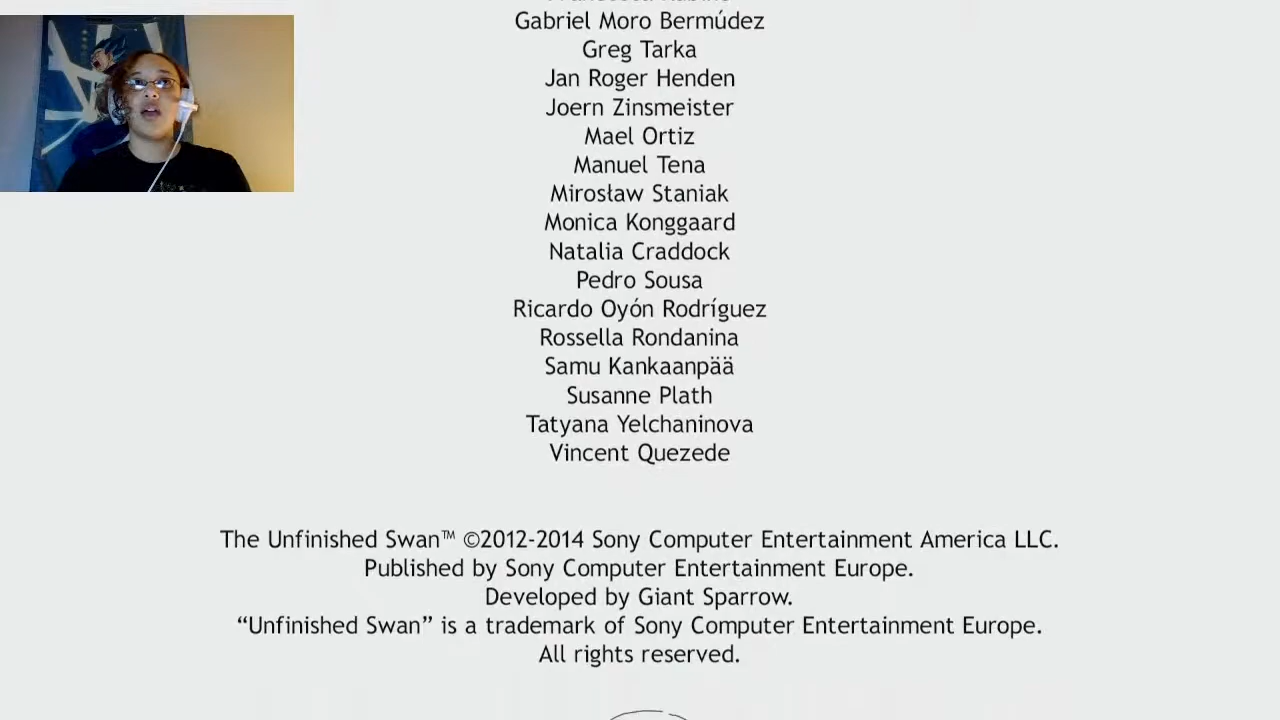 Gabriel Moro Bermúdez
Greg Tarka
Jan Roger Henden
Joern Zinsmeister
Mael Ortiz
Manuel Tena
Mirosław Staniak
Monica Konggaard
Natalia Craddock
Pedro Sousa
Ricardo Oyón Rodríguez
Rossella Rondanina
Samu Kankaanpää
Susanne Plath
Tatyana Yelchaninova
Vincent Quezede
The Unfinished Swan™ ©2012-2014 Sony Computer Entertainment America LLC.
Published by Sony Computer Entertainment Europe.
Developed by Giant Sparrow.
“Unfinished Swan” is a trademark of Sony Computer Entertainment Europe.
All rights reserved.